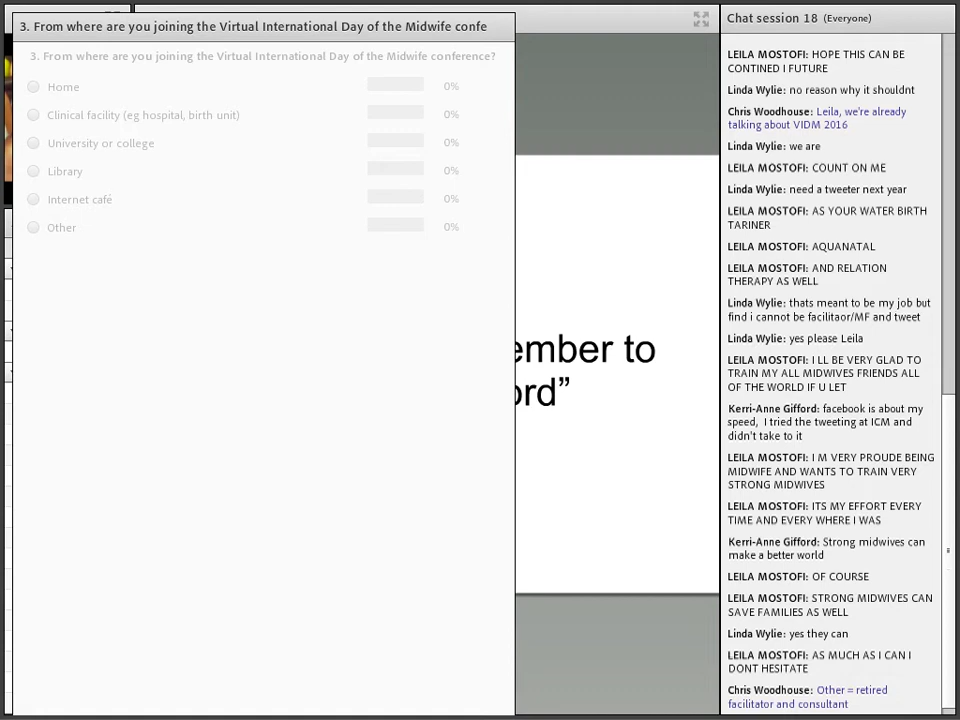 3. From where are you joining the Virtual International Day of the Midwife confe
3. From where are you joining the Virtual International Day of the Midwife conference?
Home 0%
Clinical facility (eg hospital, birth unit) 0%
University or college 0%
Library 0%
Internet café 0%
Other 0%
ember to
ord”
Chat session 18 (Everyone)
LEILA MOSTOFI: HOPE THIS CAN BE
CONTINED I FUTURE
Linda Wylie: no reason why it shouldnt
Chris Woodhouse: Leila, we're already
talking about VIDM 2016
Linda Wylie: we are
LEILA MOSTOFI: COUNT ON ME
Linda Wylie: need a tweeter next year
LEILA MOSTOFI: AS YOUR WATER BIRTH
TARINER
LEILA MOSTOFI: AQUANATAL
LEILA MOSTOFI: AND RELATION
THERAPY AS WELL
Linda Wylie: thats meant to be my job but
find i cannot be facilitaor/MF and tweet
Linda Wylie: yes please Leila
LEILA MOSTOFI: I LL BE VERY GLAD TO
TRAIN MY ALL MIDWIVES FRIENDS ALL
OF THE WORLD IF U LET
Kerri-Anne Gifford: facebook is about my
speed, I tried the tweeting at ICM and
didn't take to it
LEILA MOSTOFI: I M VERY PROUDE BEING
MIDWIFE AND WANTS TO TRAIN VERY
STRONG MIDWIVES
LEILA MOSTOFI: ITS MY EFFORT EVERY
TIME AND EVERY WHERE I WAS
Kerri-Anne Gifford: Strong midwives can
make a better world
LEILA MOSTOFI: OF COURSE
LEILA MOSTOFI: STRONG MIDWIVES CAN
SAVE FAMILIES AS WELL
Linda Wylie: yes they can
LEILA MOSTOFI: AS MUCH AS I CAN I
DONT HESITATE
Chris Woodhouse: Other = retired
facilitator and consultant